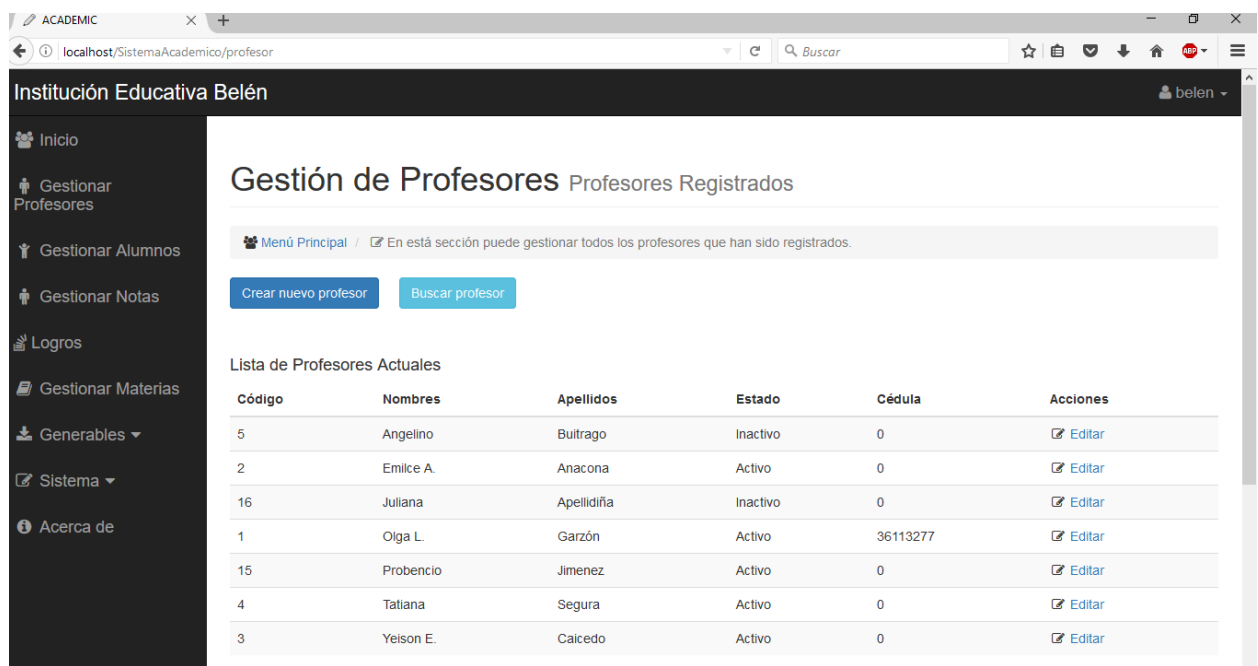 ACADEMIC
localhost/SistemaAcademico/profesor
Buscar
ABP
Institución Educativa Belén
belen
Inicio
Gestionar
Profesores
Gestionar Alumnos
Gestionar Notas
Logros
Gestionar Materias
Generables
Sistema
Acerca de
Gestión de Profesores Profesores Registrados
Menú Principal / En está sección puede gestionar todos los profesores que han sido registrados.
Crear nuevo profesor Buscar profesor
Lista de Profesores Actuales
Código Nombres Apellidos Estado Cédula Acciones
5 Angelino Buitrago Inactivo 0 Editar
2 Emilce A. Anacona Activo 0 Editar
16 Juliana Apellidiña Inactivo 0 Editar
1 Olga L. Garzón Activo 36113277 Editar
15 Probencio Jimenez Activo 0 Editar
4 Tatiana Segura Activo 0 Editar
3 Yeison E. Caicedo Activo 0 Editar